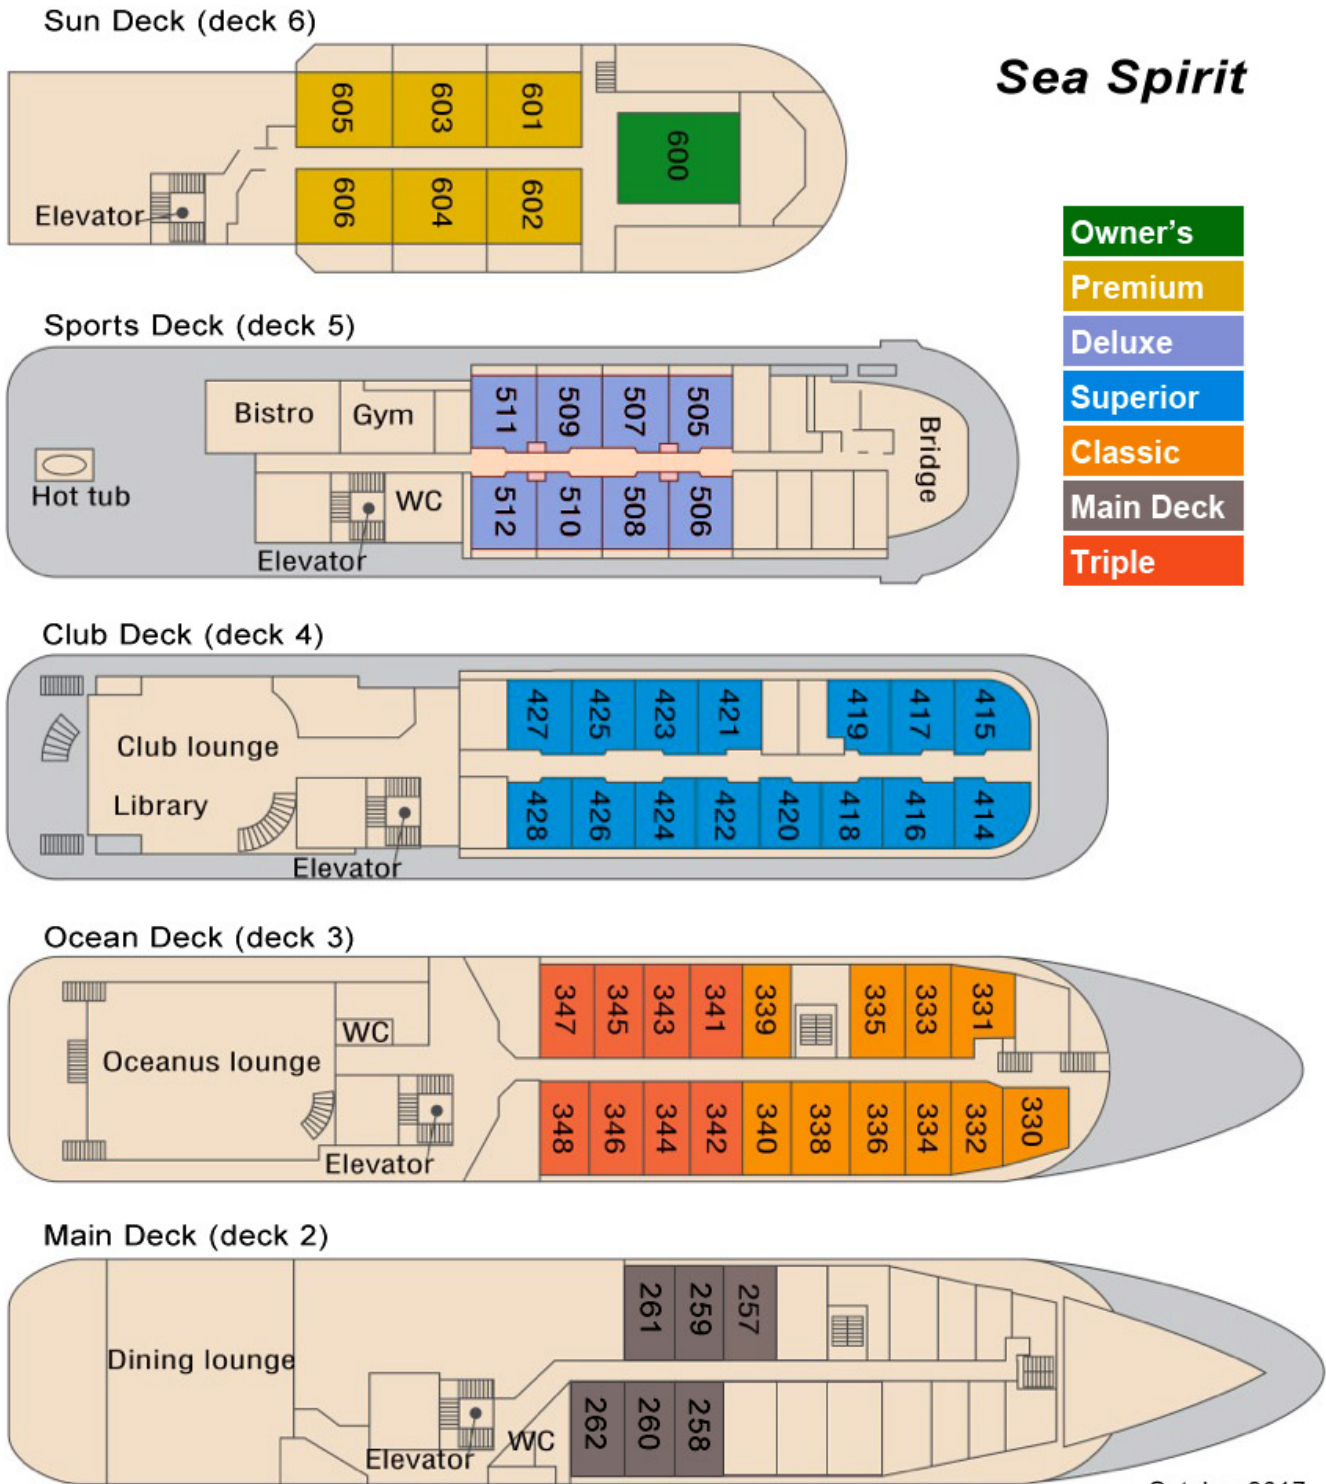 Sun Deck (deck 6)
Sea Spirit
605 603 601
600
606 604 602
Elevator
Owner's
Premium
Deluxe
Superior
Classic
Main Deck
Triple
Sports Deck (deck 5)
Bistro Gym 511 509 507 505
Bridge
Hot tub WC 512 510 508 506
Elevator
Club Deck (deck 4)
427 425 423 421 419 417 415
Club lounge
Library
428 426 424 422 420 418 416 414
Elevator
Ocean Deck (deck 3)
347 345 343 341 339 335 333 331
WC
Oceanus lounge
348 346 344 342 340 338 336 334 332 330
Elevator
Main Deck (deck 2)
261 259 257
Dining lounge
262 260 258
WC
Elevator